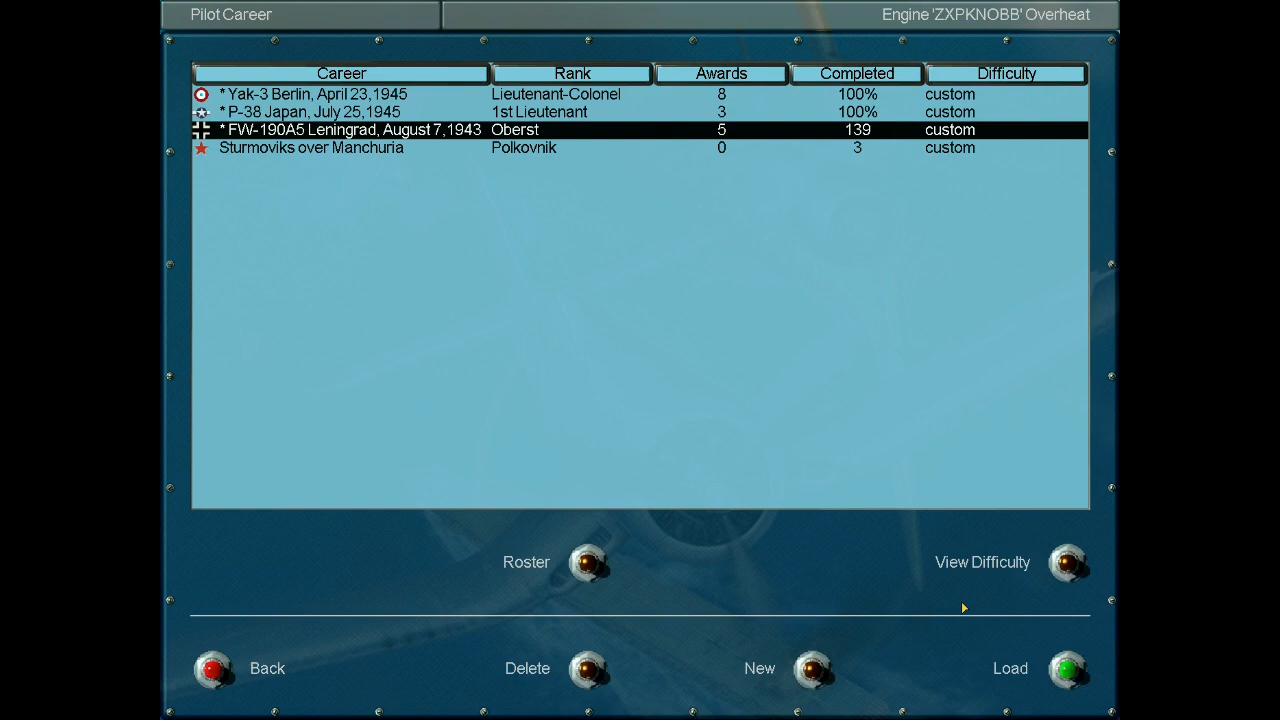 Pilot Career
Engine 'ZXPKNOBB' Overheat
Career Rank Awards Completed Difficulty
* Yak-3 Berlin, April 23,1945 Lieutenant-Colonel 8 100% custom
* P-38 Japan, July 25,1945 1st Lieutenant 3 100% custom
* FW-190A5 Leningrad, August 7,1943 Oberst 5 139 custom
Sturmoviks over Manchuria Polkovnik 0 3 custom
Roster View Difficulty
Back Delete New Load